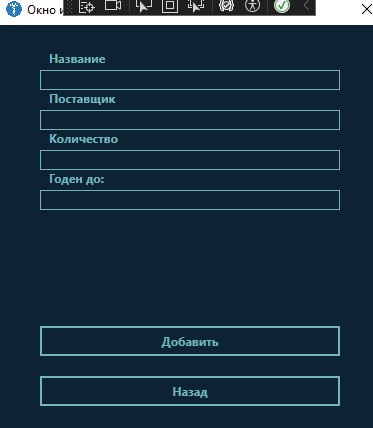 Окно
Название
Поставщик
Количество
Годен до:
Добавить
Назад